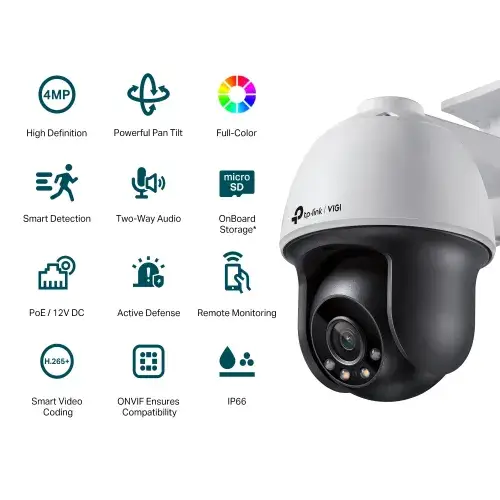 4MP
High Definition
Powerful Pan Tilt
Full-Color
micro
SD
Smart Detection
Two-Way Audio
OnBoard
Storage*
tp-link | VIGI
PoE / 12V DC
Active Defense
Remote Monitoring
H.265+
Smart Video
Coding
ONVIF Ensures
Compatibility
IP66